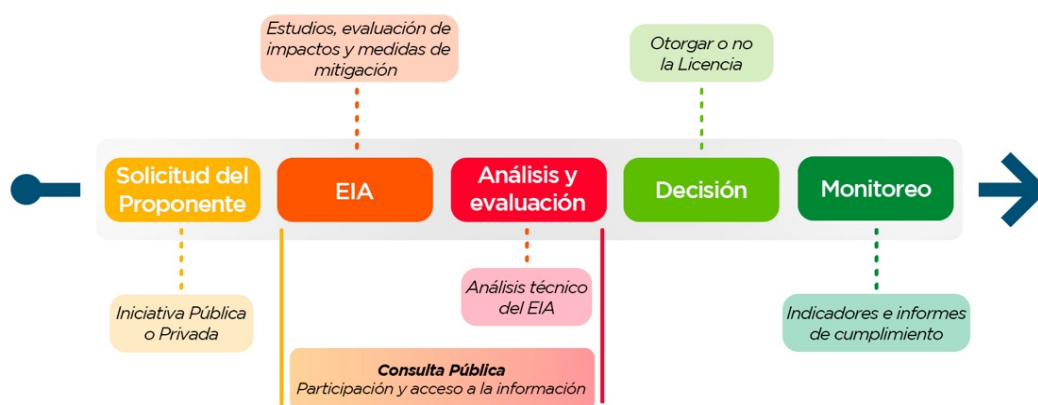 Estudios, evaluación de
impactos y medidas de
mitigación
Otorgar o no
la Licencia
Solicitud del
Proponente
EIA
Análisis y
evaluación
Decisión
Monitoreo
Iniciativa Pública
o Privada
Análisis técnico
del EIA
Indicadores e informes
de cumplimiento
Consulta Pública
Participación y acceso a la información